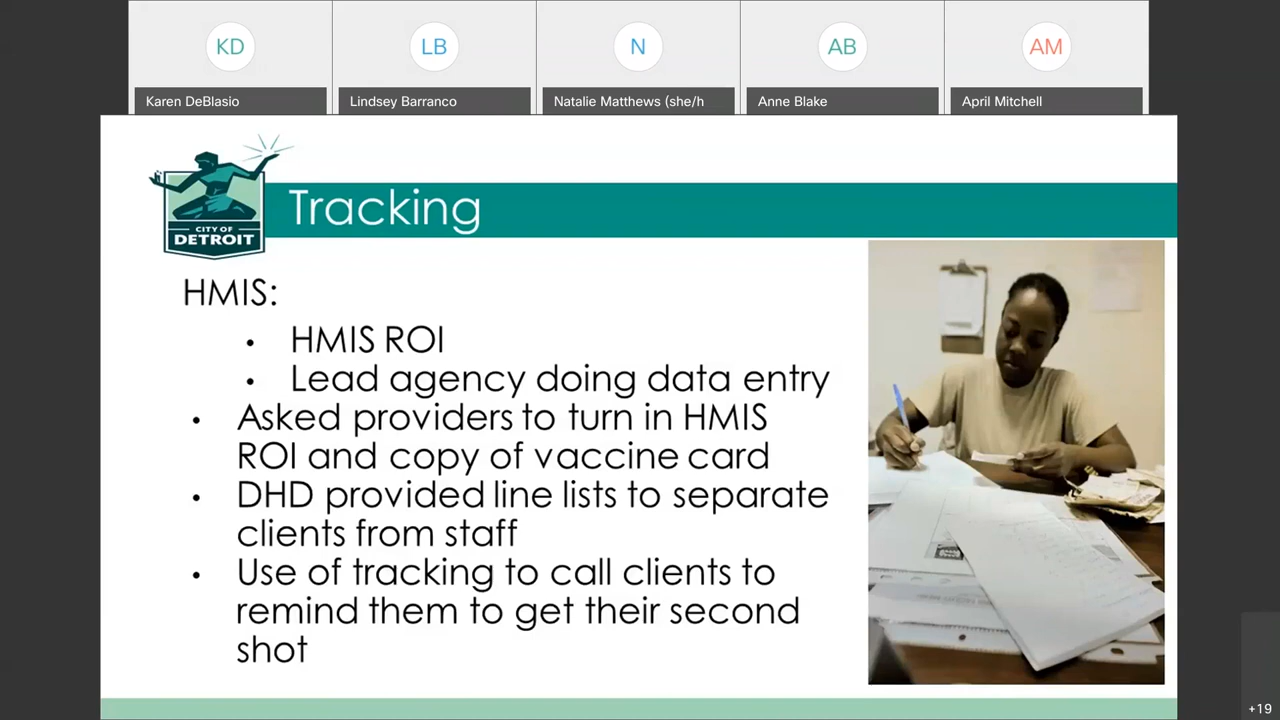 KD
LB
N
AB
AM
Karen DeBlasio
Lindsey Barranco
Natalie Matthews (she/h
Anne Blake
April Mitchell
CITY OF
DETROIT
Tracking
HMIS:
• HMIS ROI
• Lead agency doing data entry
• Asked providers to turn in HMIS
ROI and copy of vaccine card
• DHD provided line lists to separate
clients from staff
• Use of tracking to call clients to
remind them to get their second
shot
+19